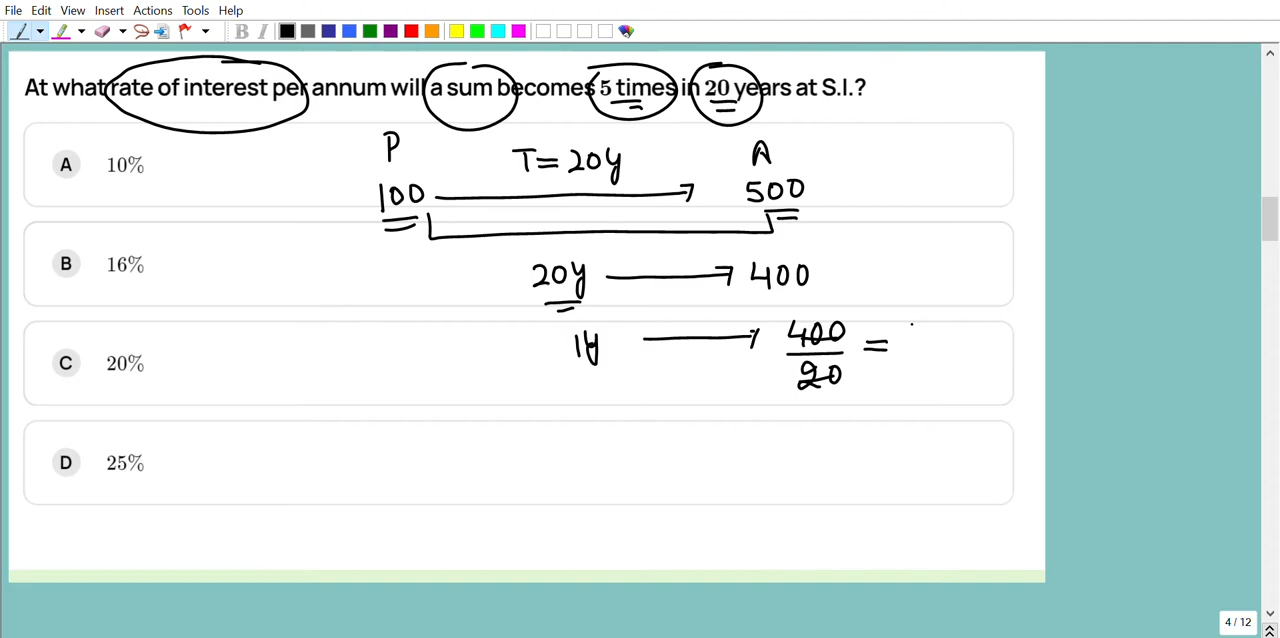 File Edit View Insert Actions Tools Help
B I
At what rate of interest per annum will a sum becomes 5 times in 20 years at S.I.?
P T = 20y A
A 10%
100 → 500
B 16%
20y → 400
1y → 400/20 =
C 20%
D 25%
4 / 12